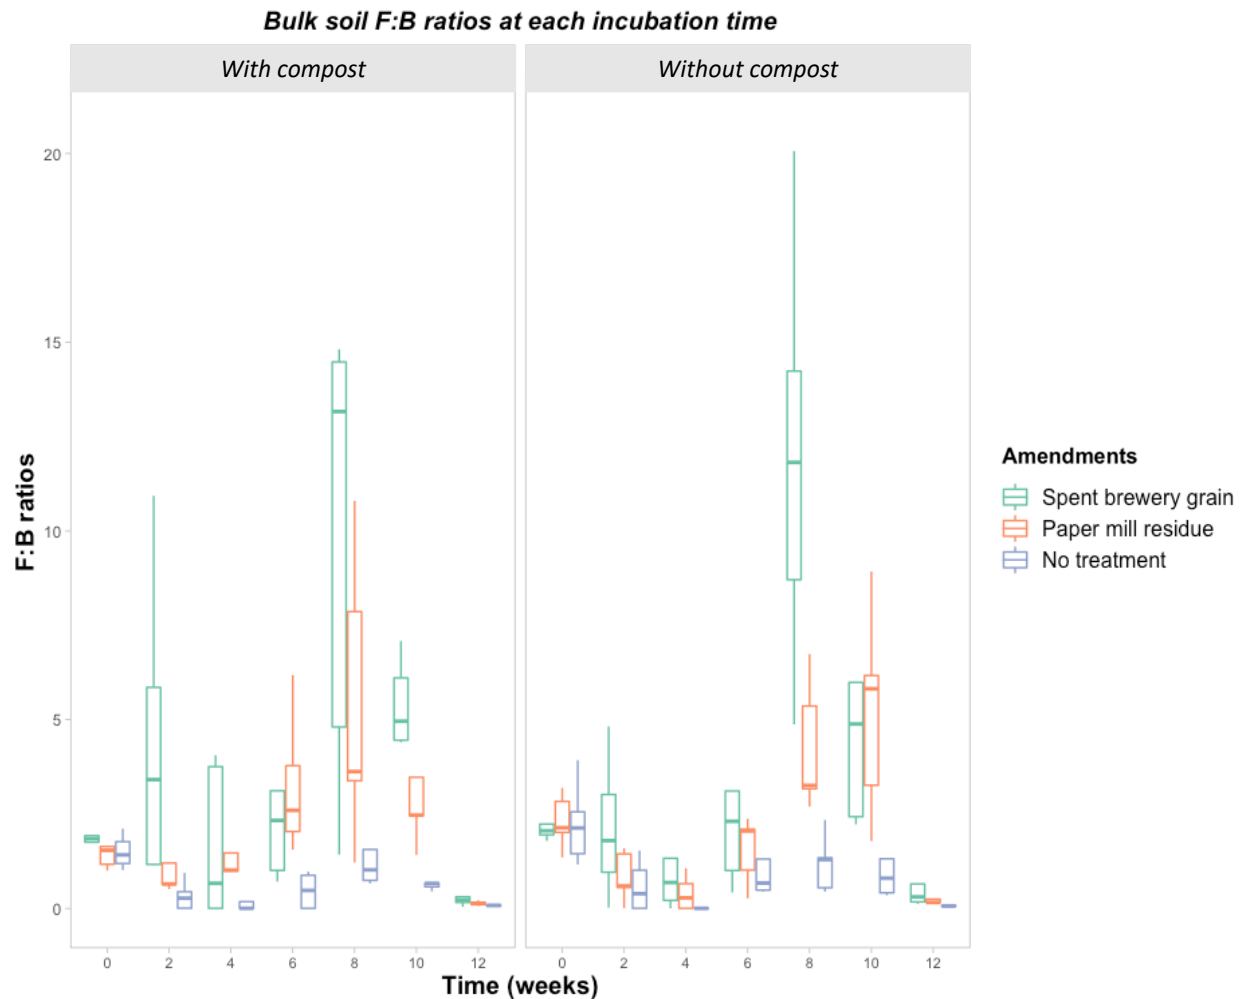 Bulk soil F:B ratios at each incubation time
With compost
Without compost
F:B ratios
20
15
10
5
0
0 2 4 6 8 10 12
0 2 4 6 8 10 12
Time (weeks)
Amendments
Spent brewery grain
Paper mill residue
No treatment